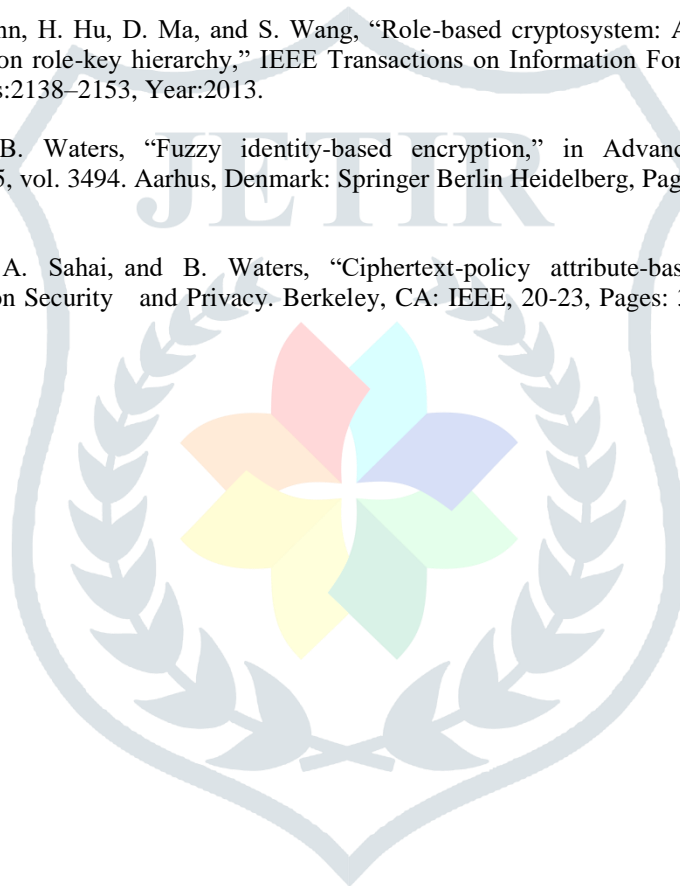 H. Hu, D. Ma, and S. Wang, “Role-based cryptosystem: A
on role-key hierarchy,” IEEE Transactions on Information For
s:2138–2153, Year:2013.
B. Waters, “Fuzzy identity-based encryption,” in Advanc
5, vol. 3494. Aarhus, Denmark: Springer Berlin Heidelberg, Pag
JETIR
A. Sahai, and B. Waters, “Ciphertext-policy attribute-bas
on Security and Privacy. Berkeley, CA: IEEE, 20-23, Pages: